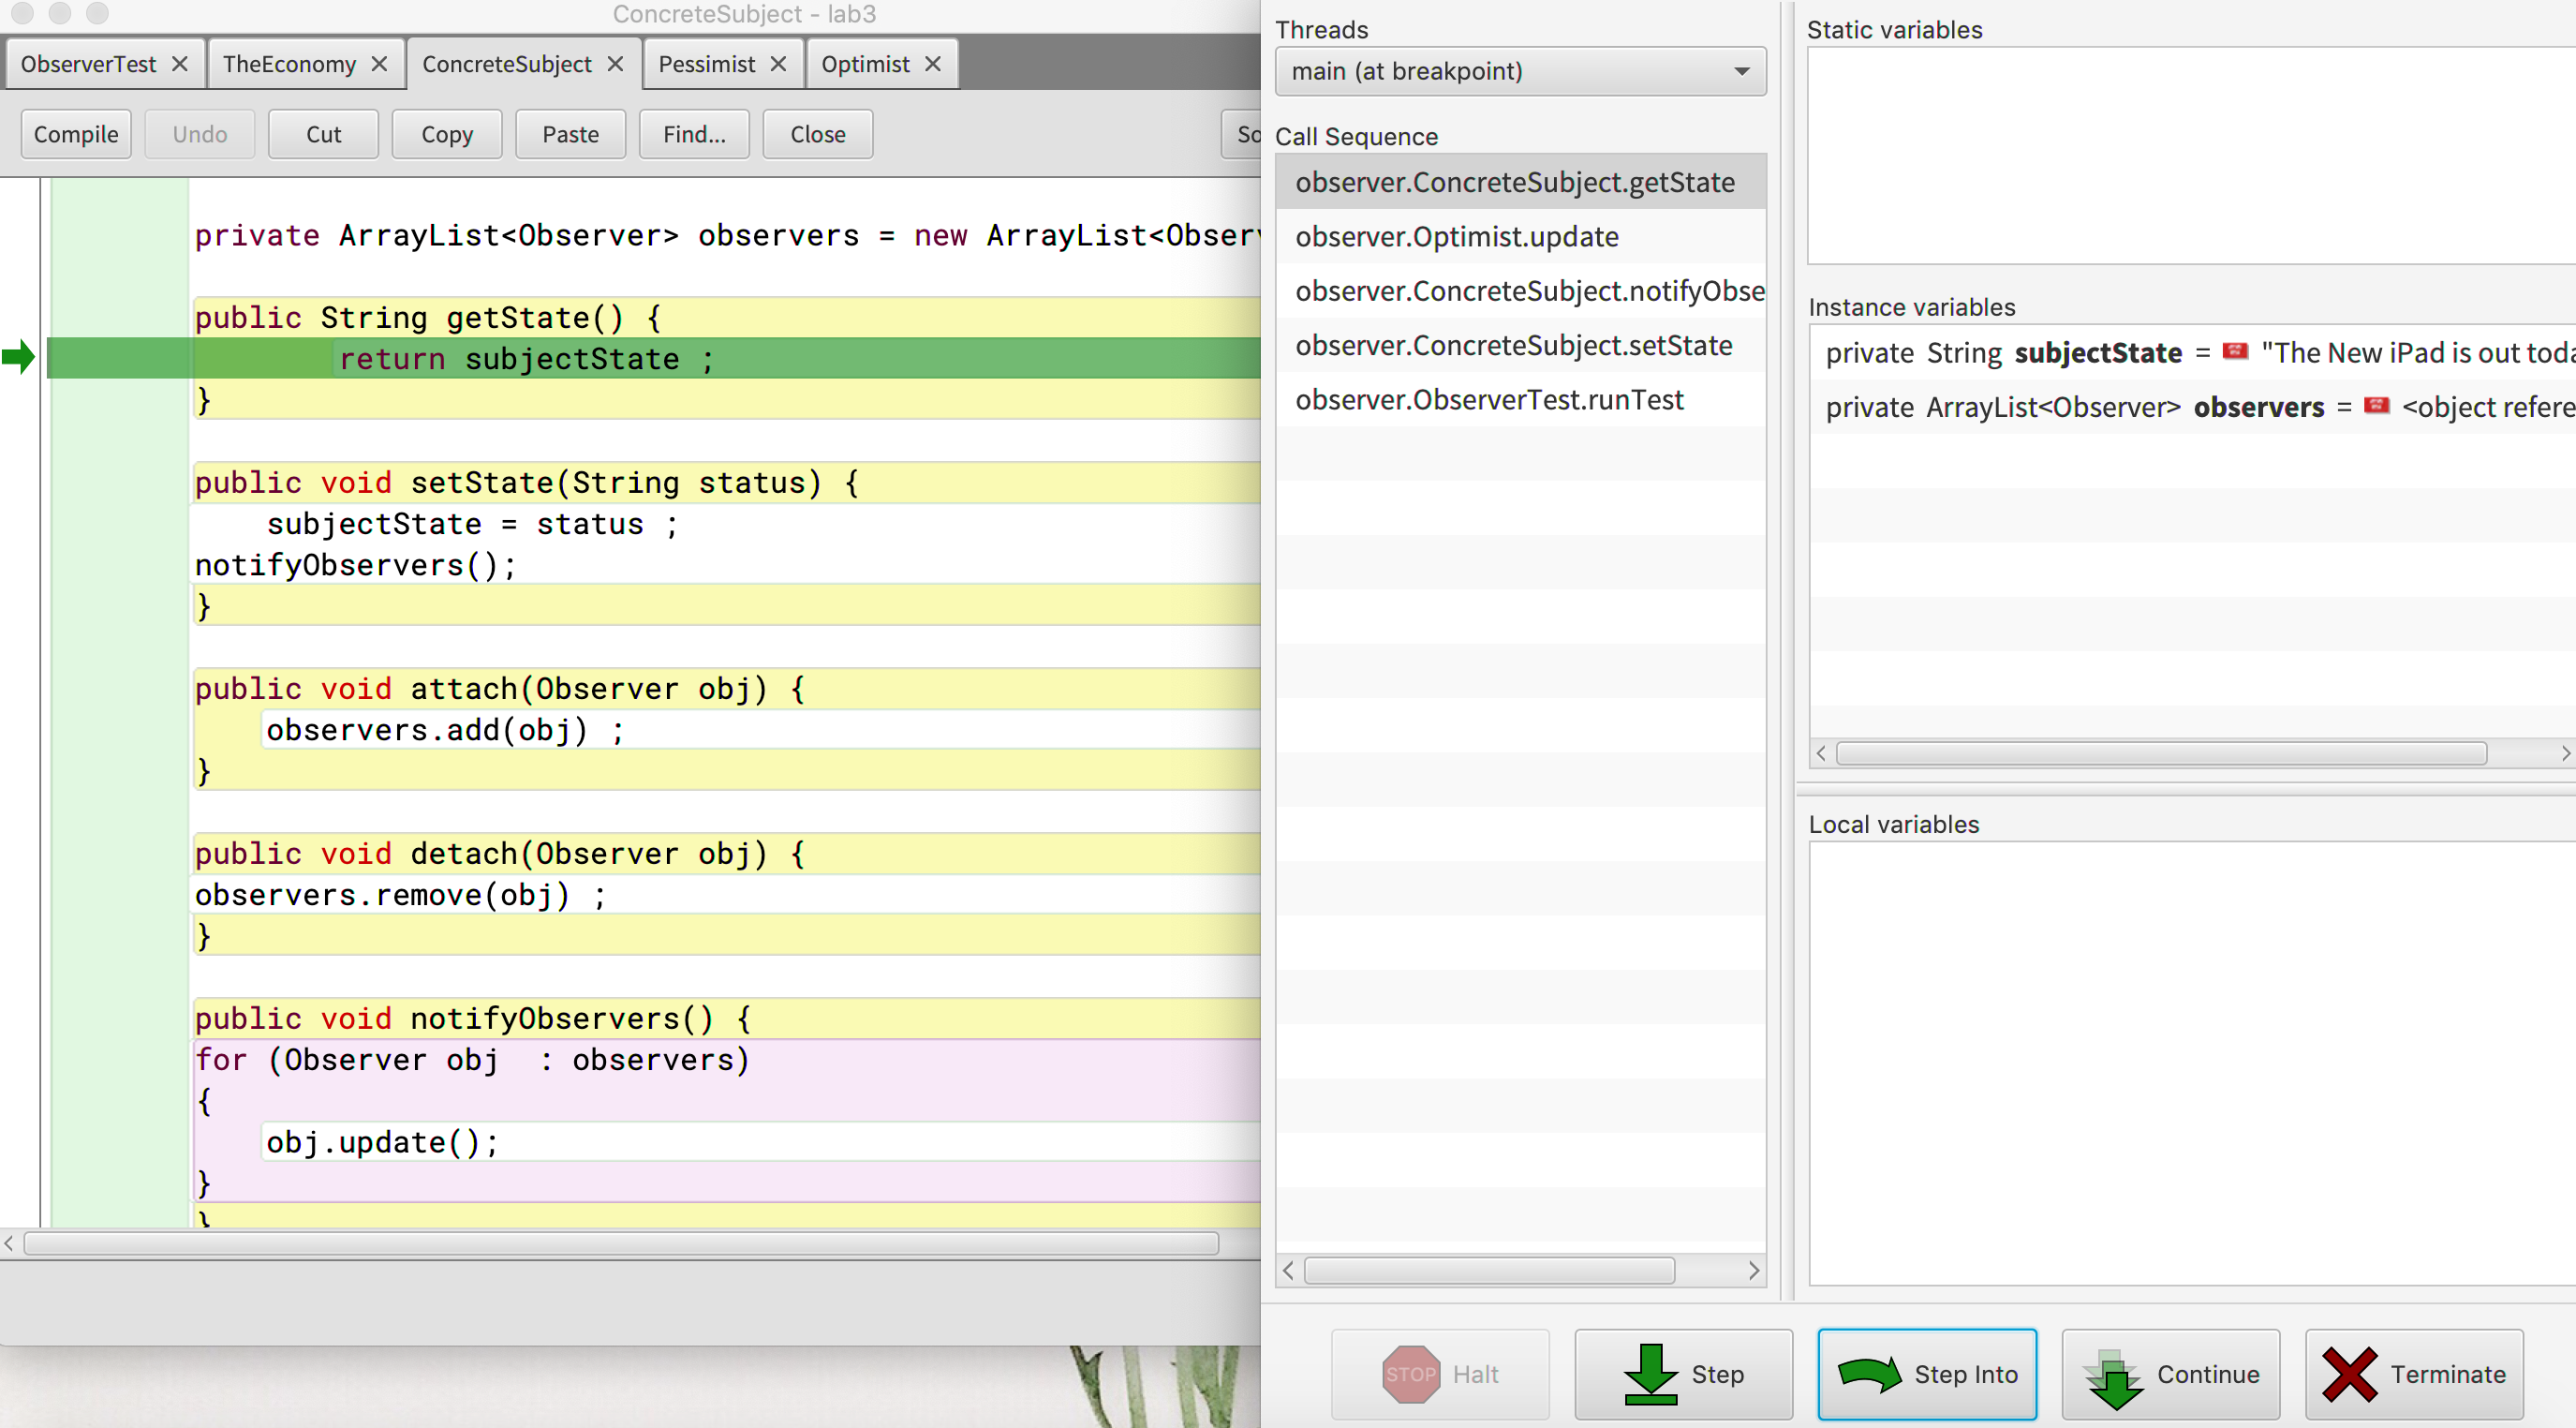 ConcreteSubject - lab3
ObserverTest TheEconomy ConcreteSubject Pessimist Optimist
Compile Undo Cut Copy Paste Find... Close So
private ArrayList<Observer> observers = new ArrayList<Obser
public String getState() {
return subjectState ;
}
public void setState(String status) {
subjectState = status ;
notifyObservers();
}
public void attach(Observer obj) {
observers.add(obj) ;
}
public void detach(Observer obj) {
observers.remove(obj) ;
}
public void notifyObservers() {
for (Observer obj  : observers)
{
obj.update();
}
}
Threads
main (at breakpoint)
Call Sequence
observer.ConcreteSubject.getState
observer.Optimist.update
observer.ConcreteSubject.notifyObse
observer.ConcreteSubject.setState
observer.ObserverTest.runTest
Static variables
Instance variables
private String subjectState = "The New iPad is out toda
private ArrayList<Observer> observers = <object refere
Local variables
STOP Halt Step Step Into Continue Terminate